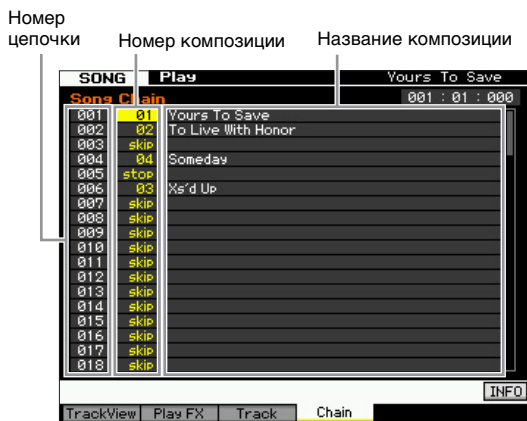 Номер
цепочки
Номер композиции
Название композиции
SONG Play Yours To Save
Song Chain 001 : 01 : 000
001 01 Yours To Save
002 02 To Live With Honor
003 skip
004 04 Someday
005 stop
006 03 Xs'd Up
007 skip
008 skip
009 skip
010 skip
011 skip
012 skip
013 skip
014 skip
015 skip
016 skip
017 skip
018 skip
INFO
TrackView Play FX Track Chain